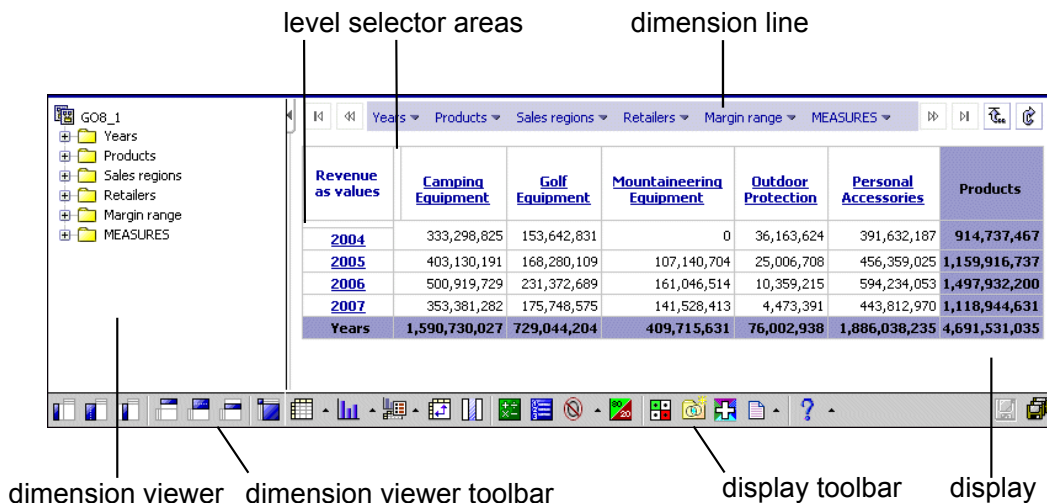 level selector areas dimension line
GO8_1
Years
Products
Sales regions
Retailers
Margin range
MEASURES
Years Products Sales regions Retailers Margin range MEASURES
Revenue as values Camping Equipment Golf Equipment Mountaineering Equipment Outdoor Protection Personal Accessories Products
2004 333,298,825 153,642,831 0 36,163,624 391,632,187 914,737,467
2005 403,130,191 168,280,109 107,140,704 25,006,708 456,359,025 1,159,916,737
2006 500,919,729 231,372,689 161,046,514 10,359,215 594,234,053 1,497,932,200
2007 353,381,282 175,748,575 141,528,413 4,473,391 443,812,970 1,118,944,631
Years 1,590,730,027 729,044,204 409,715,631 76,002,938 1,886,038,235 4,691,531,035
80/20
?
dimension viewer dimension viewer toolbar display toolbar display